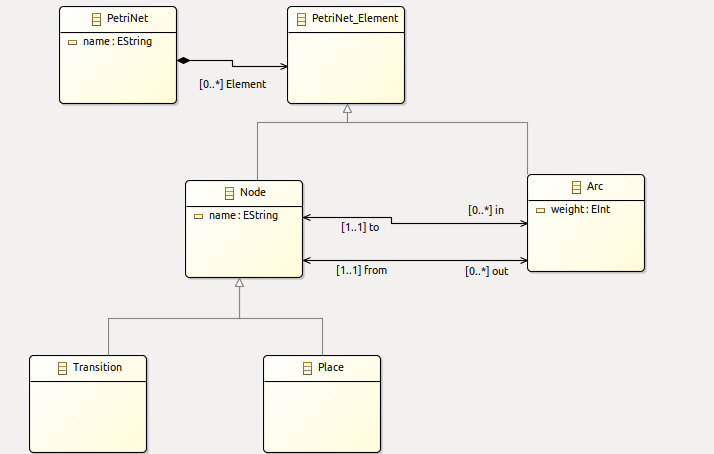 PetriNet
name : EString
PetriNet_Element
[0..*] Element
Node
name : EString
Arc
weight : EInt
[0..*] in
[1..1] to
[1..1] from
[0..*] out
Transition
Place